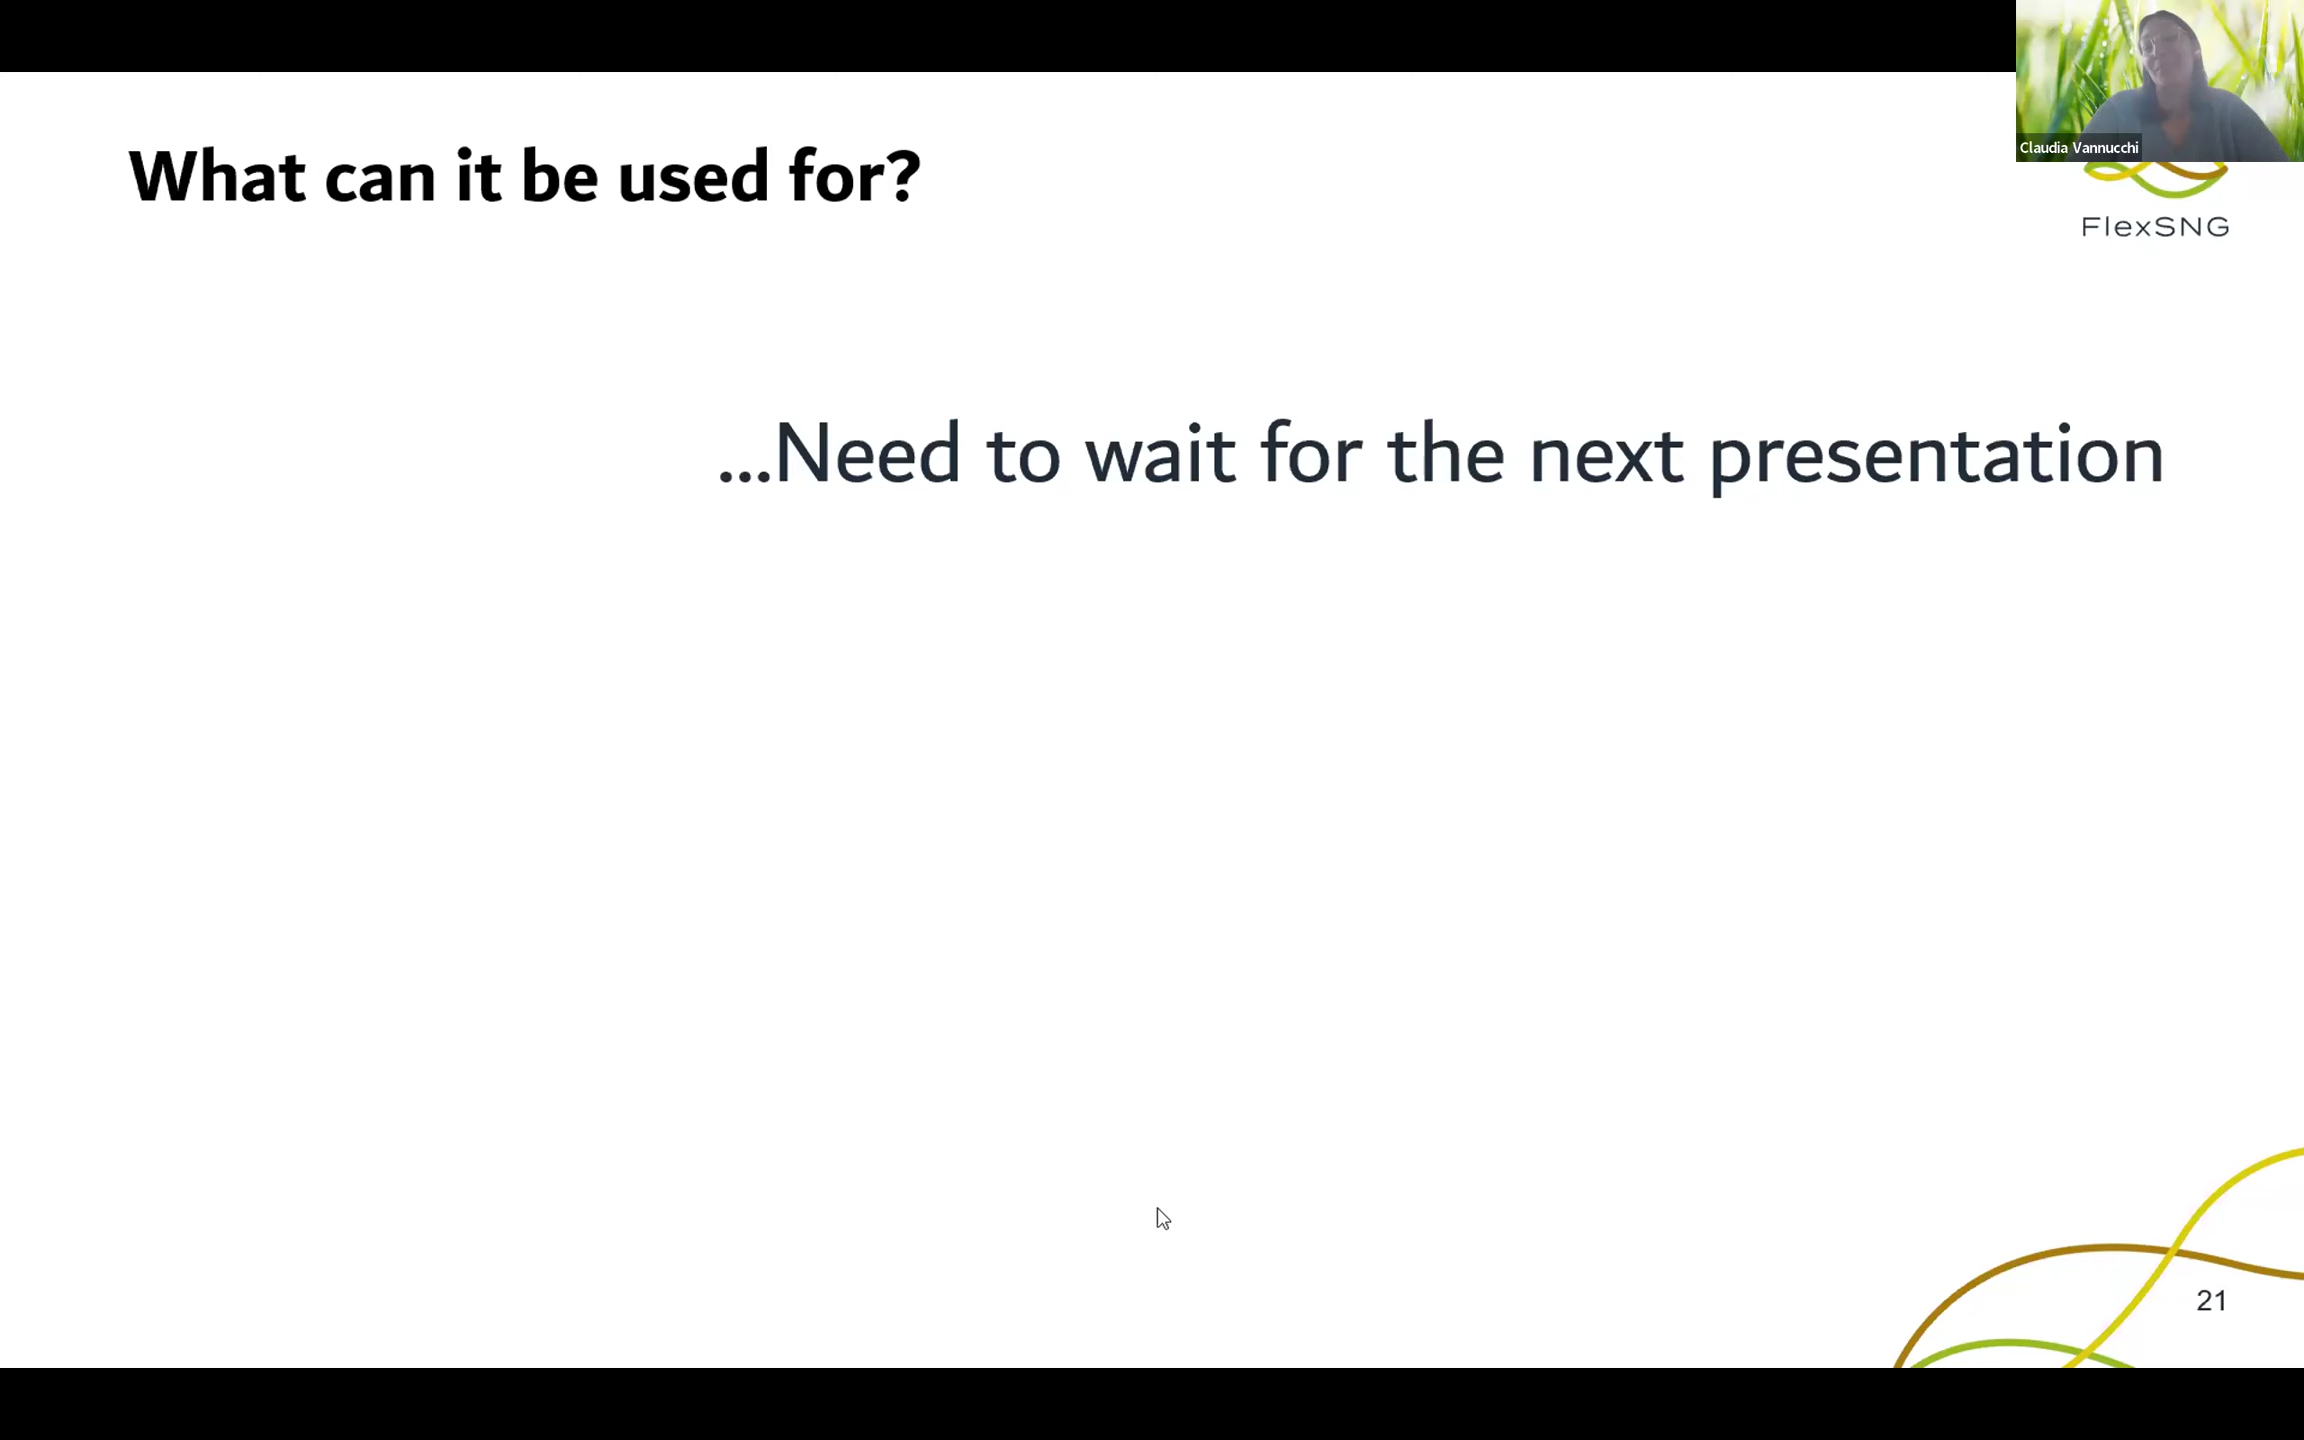 Claudia Vannucchi
What can it be used for?
FlexSNG
...Need to wait for the next presentation
21